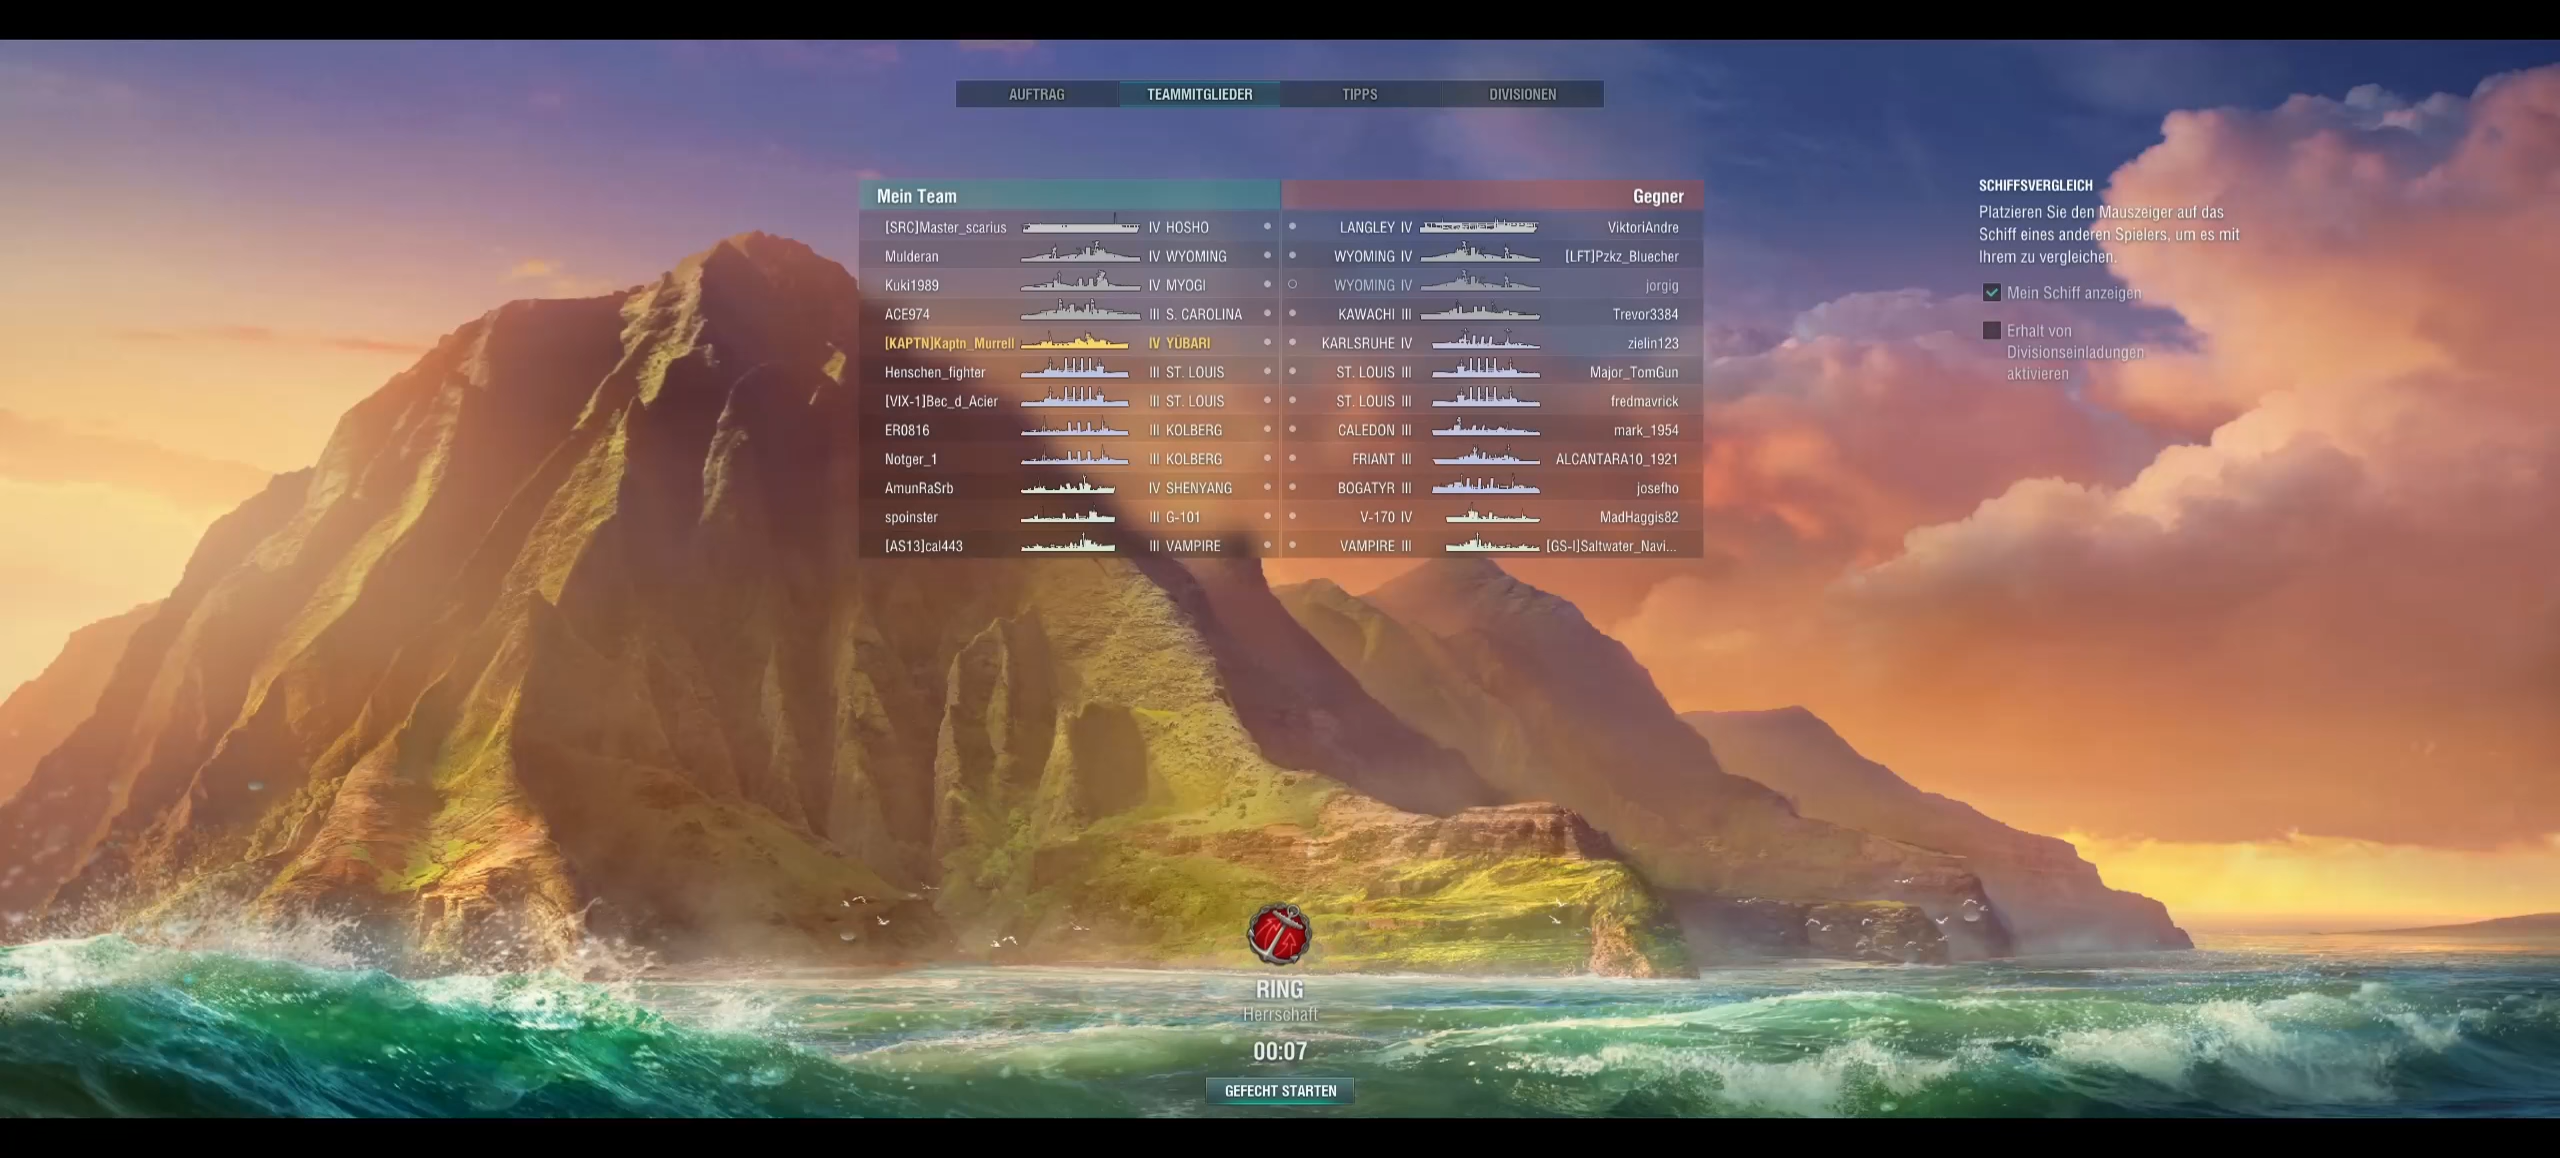 AUFTRAG TEAMMITGLIEDER TIPPS DIVISIONEN
Mein Team Gegner
[SRC]Master_scarius IV HOSHO LANGLEY IV ViktoriAndre
Mulderan IV WYOMING WYOMING IV [LFT]Pzkz_Bluecher
Kuki1989 IV MYOGI WYOMING IV jorgig
ACE974 III S. CAROLINA KAWACHI III Trevor3384
[KAPTN]Kaptn_Murrell IV YŪBARI KARLSRUHE IV zielin123
Henschen_fighter III ST. LOUIS ST. LOUIS III Major_TomGun
[VIX-1]Bec_d_Acier III ST. LOUIS ST. LOUIS III fredmavrick
ER0816 III KOLBERG CALEDON III mark_1954
Notger_1 III KOLBERG FRIANT III ALCANTARA10_1921
AmunRaSrb IV SHENYANG BOGATYR III josefho
spoinster III G-101 V-170 IV MadHaggis82
[AS13]cal443 III VAMPIRE VAMPIRE III [GS-I]Saltwater_Navi...
SCHIFFSVERGLEICH
Platzieren Sie den Mauszeiger auf das
Schiff eines anderen Spielers, um es mit
Ihrem zu vergleichen.
Mein Schiff anzeigen
Erhalt von
Divisionseinladungen
aktivieren
RING
Herrschaft
00:07
GEFECHT STARTEN